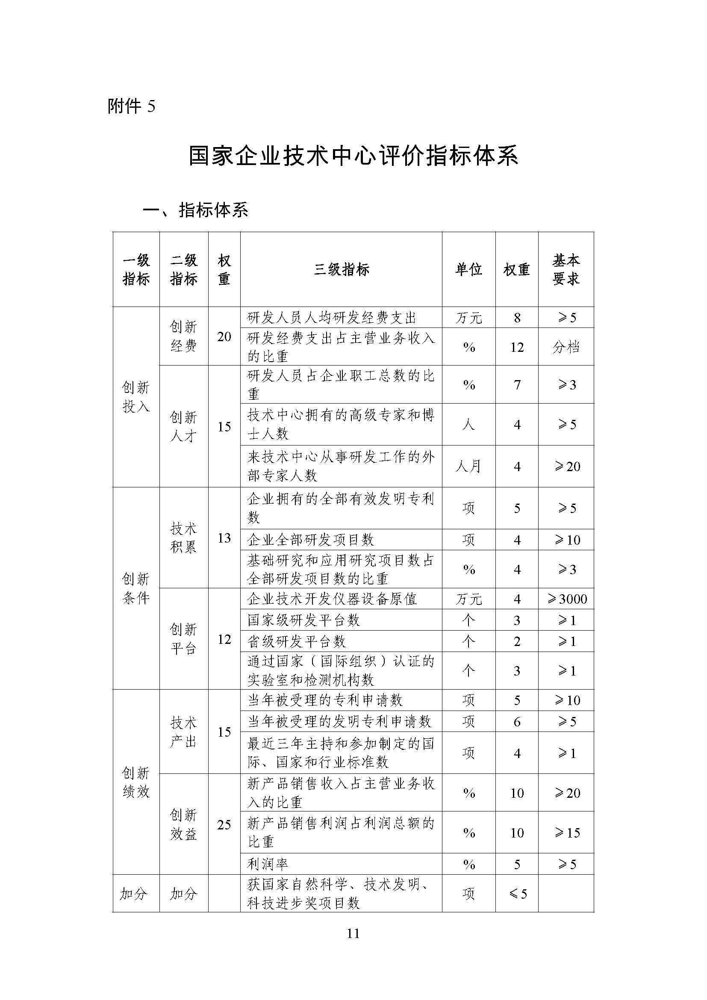 附件 5
国家企业技术中心评价指标体系
一、指标体系
一级
指标
二级
指标
权
重
三级指标
单位
权重
基本
要求
创新
投入
创新
经费
20
研发人员人均研发经费支出
万元
8
≥5
研发经费支出占主营业务收入
的比重
%
12
分档
创新
人才
15
研发人员占企业职工总数的比
重
%
7
≥3
技术中心拥有的高级专家和博
士人数
人
4
≥5
来技术中心从事研发工作的外
部专家人数
人月
4
≥20
创新
条件
技术
积累
13
企业拥有的全部有效发明专利
数
项
5
≥5
企业全部研发项目数
项
4
≥10
基础研究和应用研究项目数占
全部研发项目数的比重
%
4
≥3
创新
平台
12
企业技术开发仪器设备原值
万元
4
≥3000
国家级研发平台数
个
3
≥1
省级研发平台数
个
2
≥1
通过国家（国际组织）认证的
实验室和检测机构数
个
3
≥1
创新
绩效
技术
产出
15
当年被受理的专利申请数
项
5
≥10
当年被受理的发明专利申请数
项
6
≥5
最近三年主持和参加制定的国
际、国家和行业标准数
项
4
≥1
创新
效益
25
新产品销售收入占主营业务收
入的比重
%
10
≥20
新产品销售利润占利润总额的
比重
%
10
≥15
利润率
%
5
≥5
加分
加分
获国家自然科学、技术发明、
科技进步奖项目数
项
≤5
11